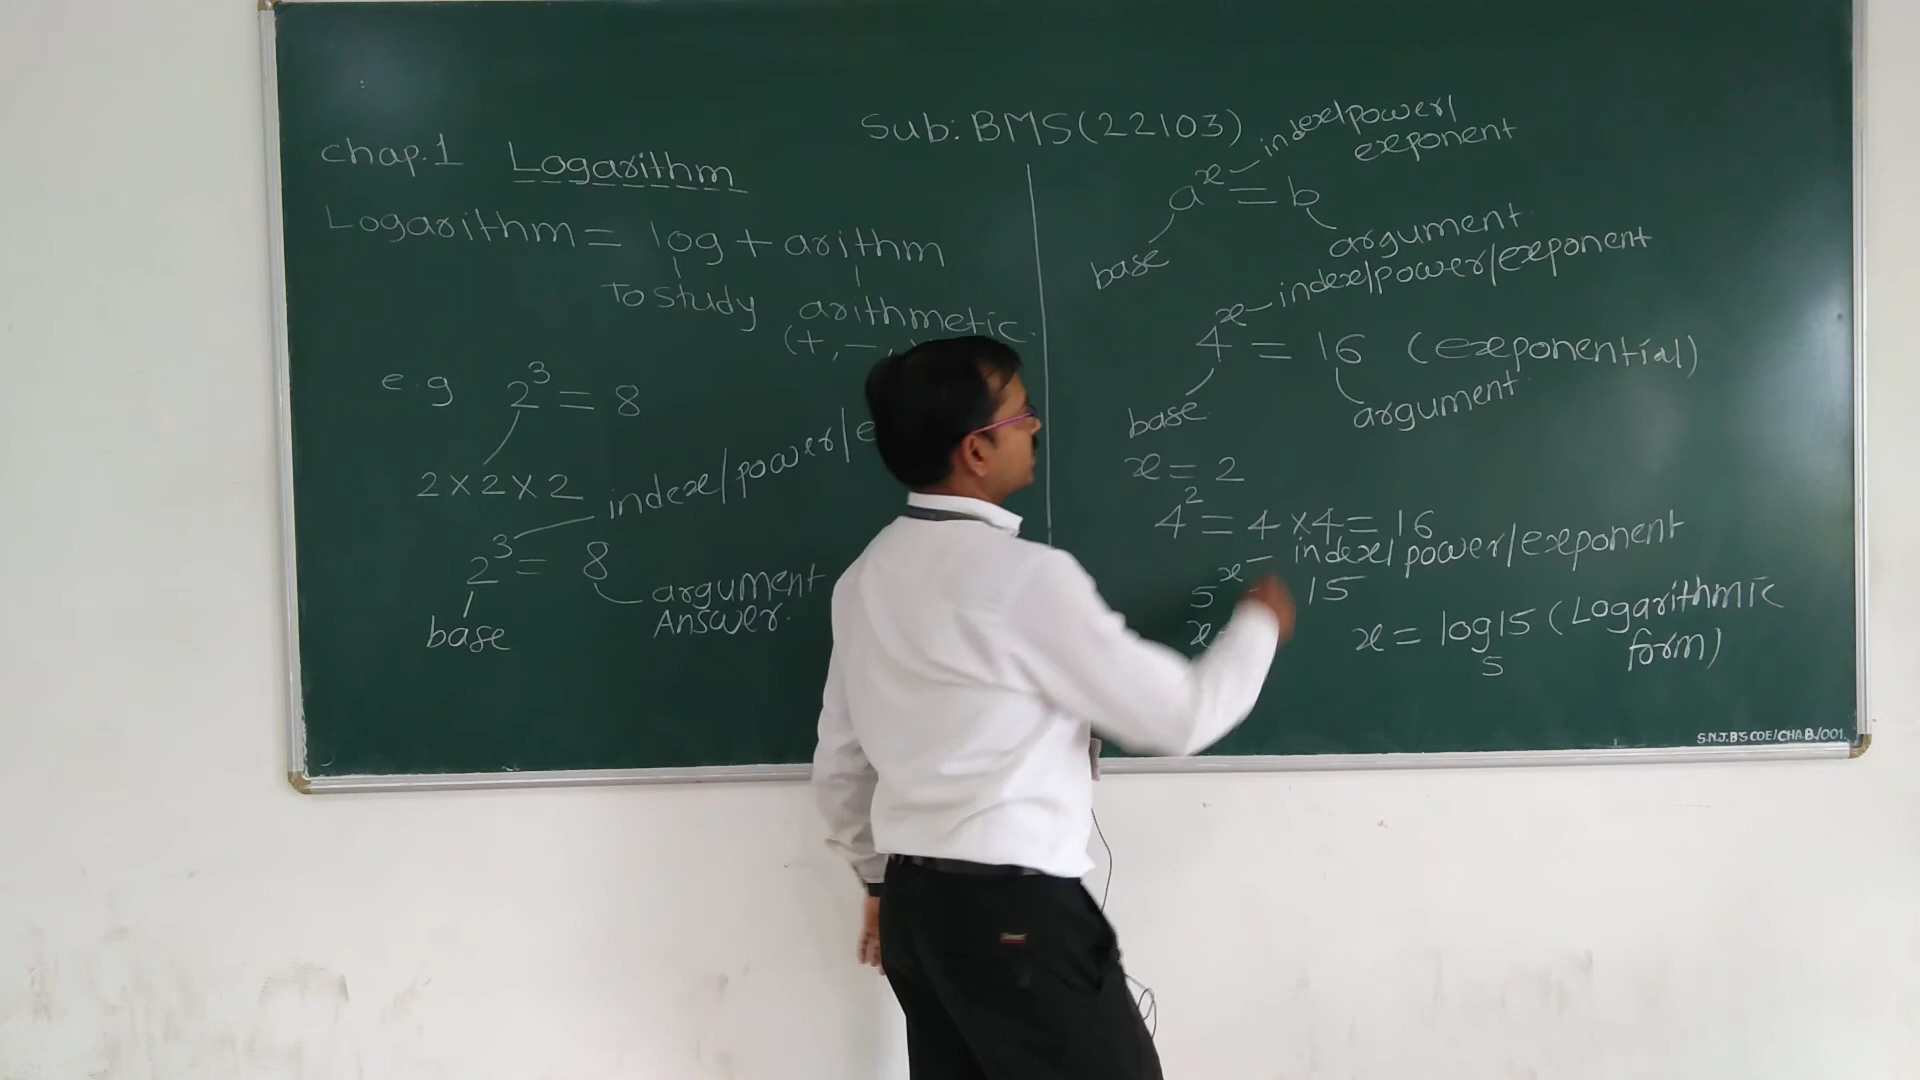 Sub: BMS(22103)
Chap.1 Logarithm
Logarithm = log + arithm
To study arithmetic.
(+, −,
e.g 2³ = 8
2×2×2
index/power/e
2³ = 8
argument
Answer.
base
index/power/
exponent
aˣ = b
base
argument
index/power/exponent
4ˣ = 16 (exponential)
base
argument
x = 2
4² = 4 × 4 = 16
index/power/exponent
5ˣ 15
x =
x = log₅15 (Logarithmic
form)
S.N.J.B'S COE/CHA.B./001.